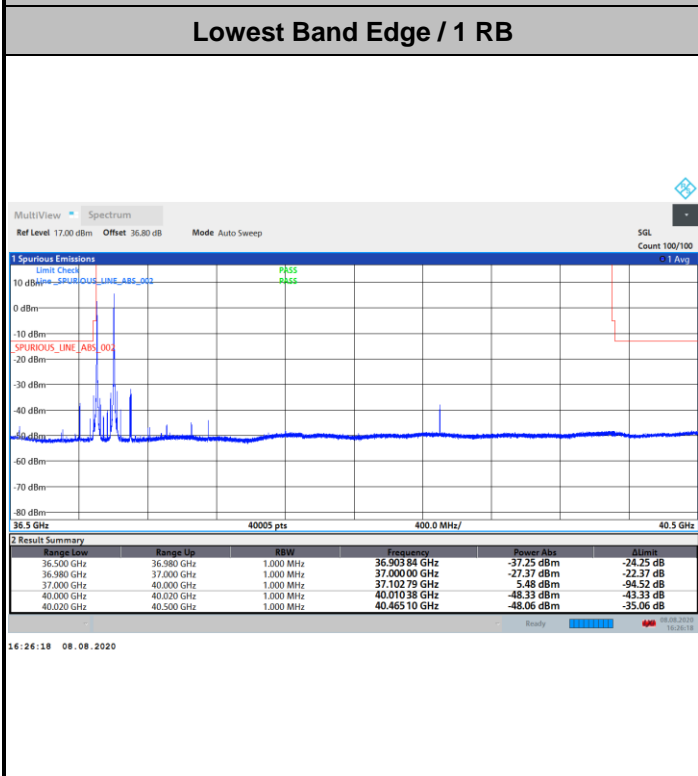 Lowest Band Edge / 1 RB
MultiView Spectrum
Ref Level 17.00 dBm Offset 36.80 dB Mode Auto Sweep SGL
Count 100/100
1 Spurious Emissions 1 Avg
Limit Check PASS
10 dBm Line _SPURIOUS_LINE_ABS_002 PASS
0 dBm
-10 dBm
_SPURIOUS_LINE_ABS_002
-20 dBm
-30 dBm
-40 dBm
-50 dBm
-60 dBm
-70 dBm
-80 dBm
36.5 GHz 40005 pts 400.0 MHz/ 40.5 GHz
2 Result Summary
Range Low Range Up RBW Frequency Power Abs ΔLimit
36.500 GHz 36.980 GHz 1.000 MHz 36.903 84 GHz -37.25 dBm -24.25 dB
36.980 GHz 37.000 GHz 1.000 MHz 37.000 00 GHz -27.37 dBm -22.37 dB
37.000 GHz 40.000 GHz 1.000 MHz 37.102 79 GHz 5.48 dBm -94.52 dB
40.000 GHz 40.020 GHz 1.000 MHz 40.010 38 GHz -48.33 dBm -43.33 dB
40.020 GHz 40.500 GHz 1.000 MHz 40.465 10 GHz -48.06 dBm -35.06 dB
Ready 08.08.2020
16:26:18
16:26:18 08.08.2020